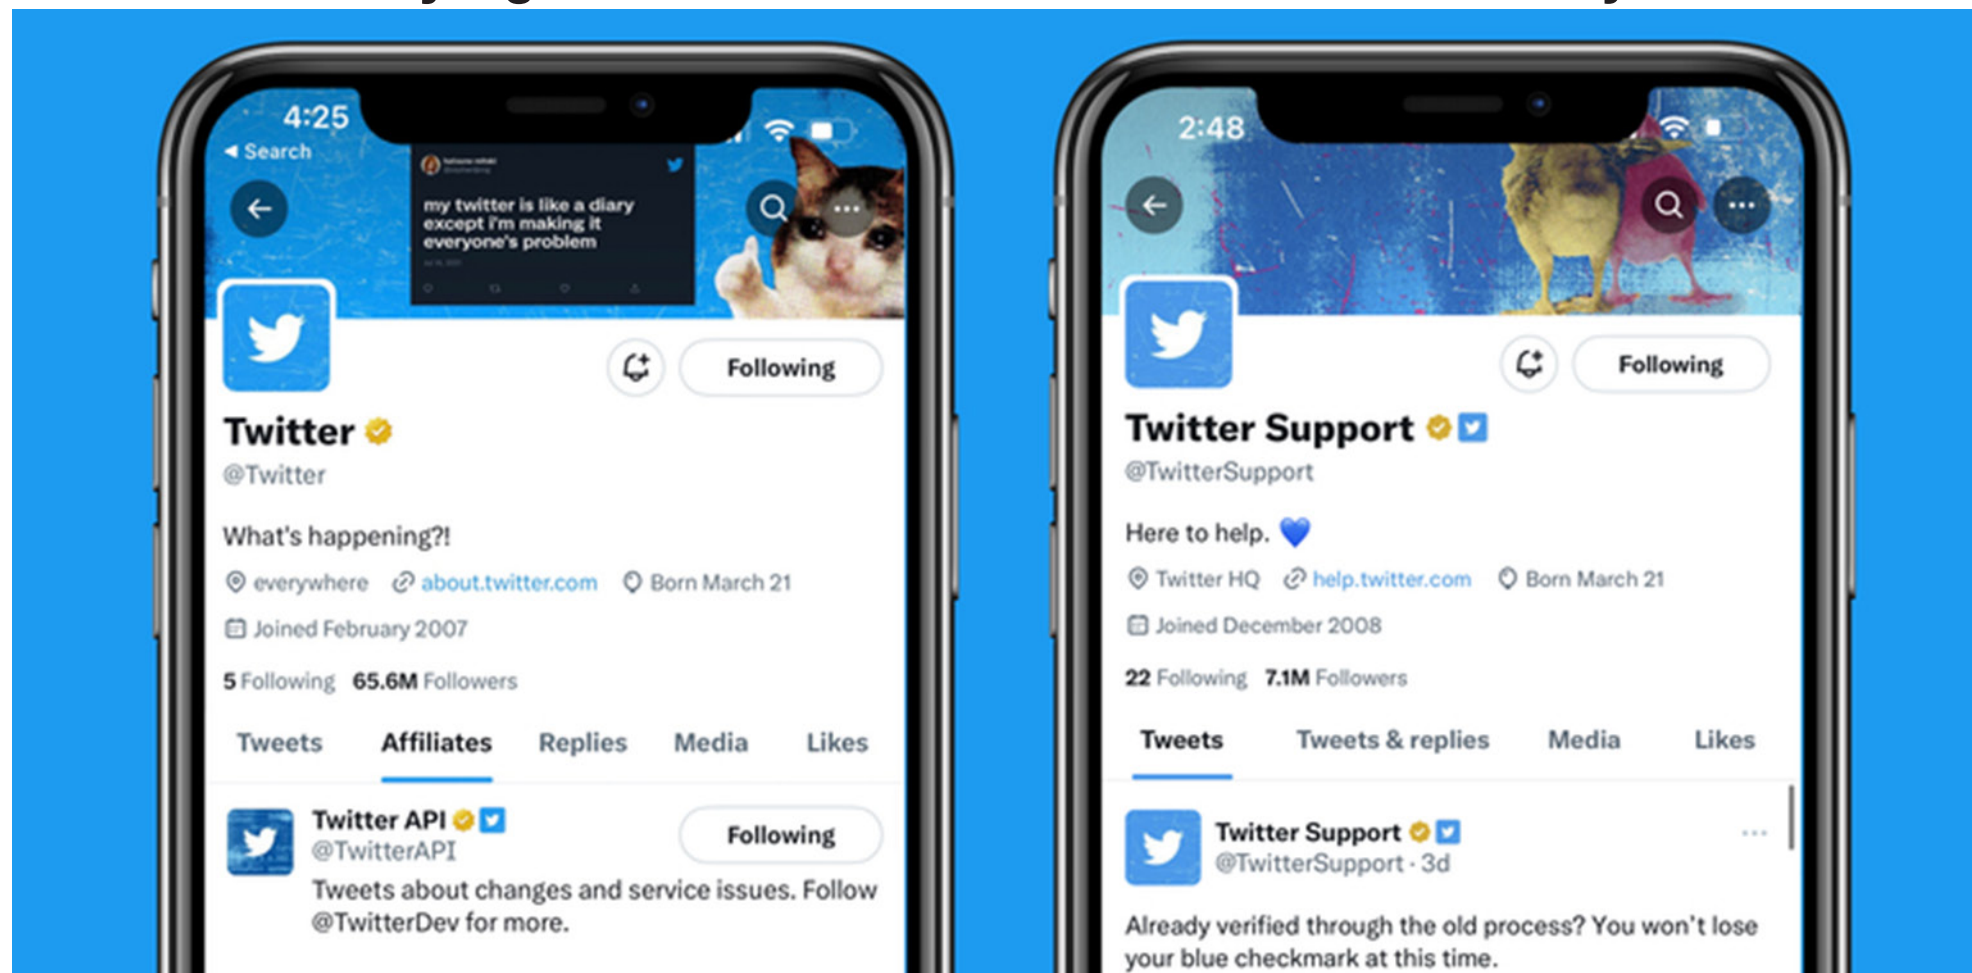 4:25
Search
my twitter is like a diary
except i'm making it
everyone's problem
Following
Twitter
@Twitter
What's happening?!
everywhere about.twitter.com Born March 21
Joined February 2007
5 Following 65.6M Followers
Tweets Affiliates Replies Media Likes
Twitter API
@TwitterAPI
Following
Tweets about changes and service issues. Follow
@TwitterDev for more.
2:48
Following
Twitter Support
@TwitterSupport
Here to help. 💙
Twitter HQ help.twitter.com Born March 21
Joined December 2008
22 Following 7.1M Followers
Tweets Tweets & replies Media Likes
Twitter Support
@TwitterSupport · 3d
Already verified through the old process? You won't lose
your blue checkmark at this time.